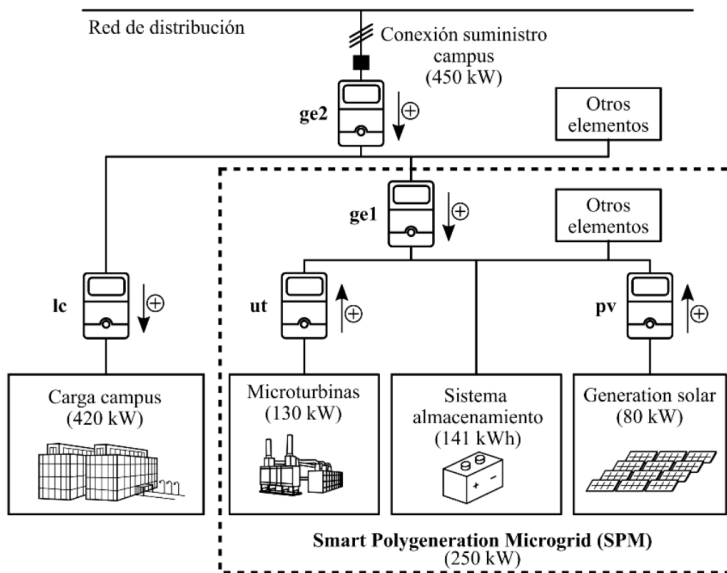 Red de distribución
Conexión suministro
campus
(450 kW)
ge2
Otros
elementos
ge1
Otros
elementos
lc
ut
pv
Carga campus
(420 kW)
Microturbinas
(130 kW)
Sistema
almacenamiento
(141 kWh)
Generation solar
(80 kW)
Smart Polygeneration Microgrid (SPM)
(250 kW)